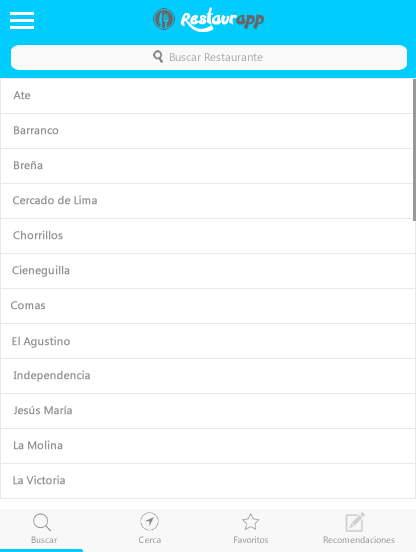 Restaurapp
Buscar Restaurante
Ate
Barranco
Breña
Cercado de Lima
Chorrillos
Cieneguilla
Comas
El Agustino
Independencia
Jesús María
La Molina
La Victoria
Buscar
Cerca
Favoritos
Recomendaciones